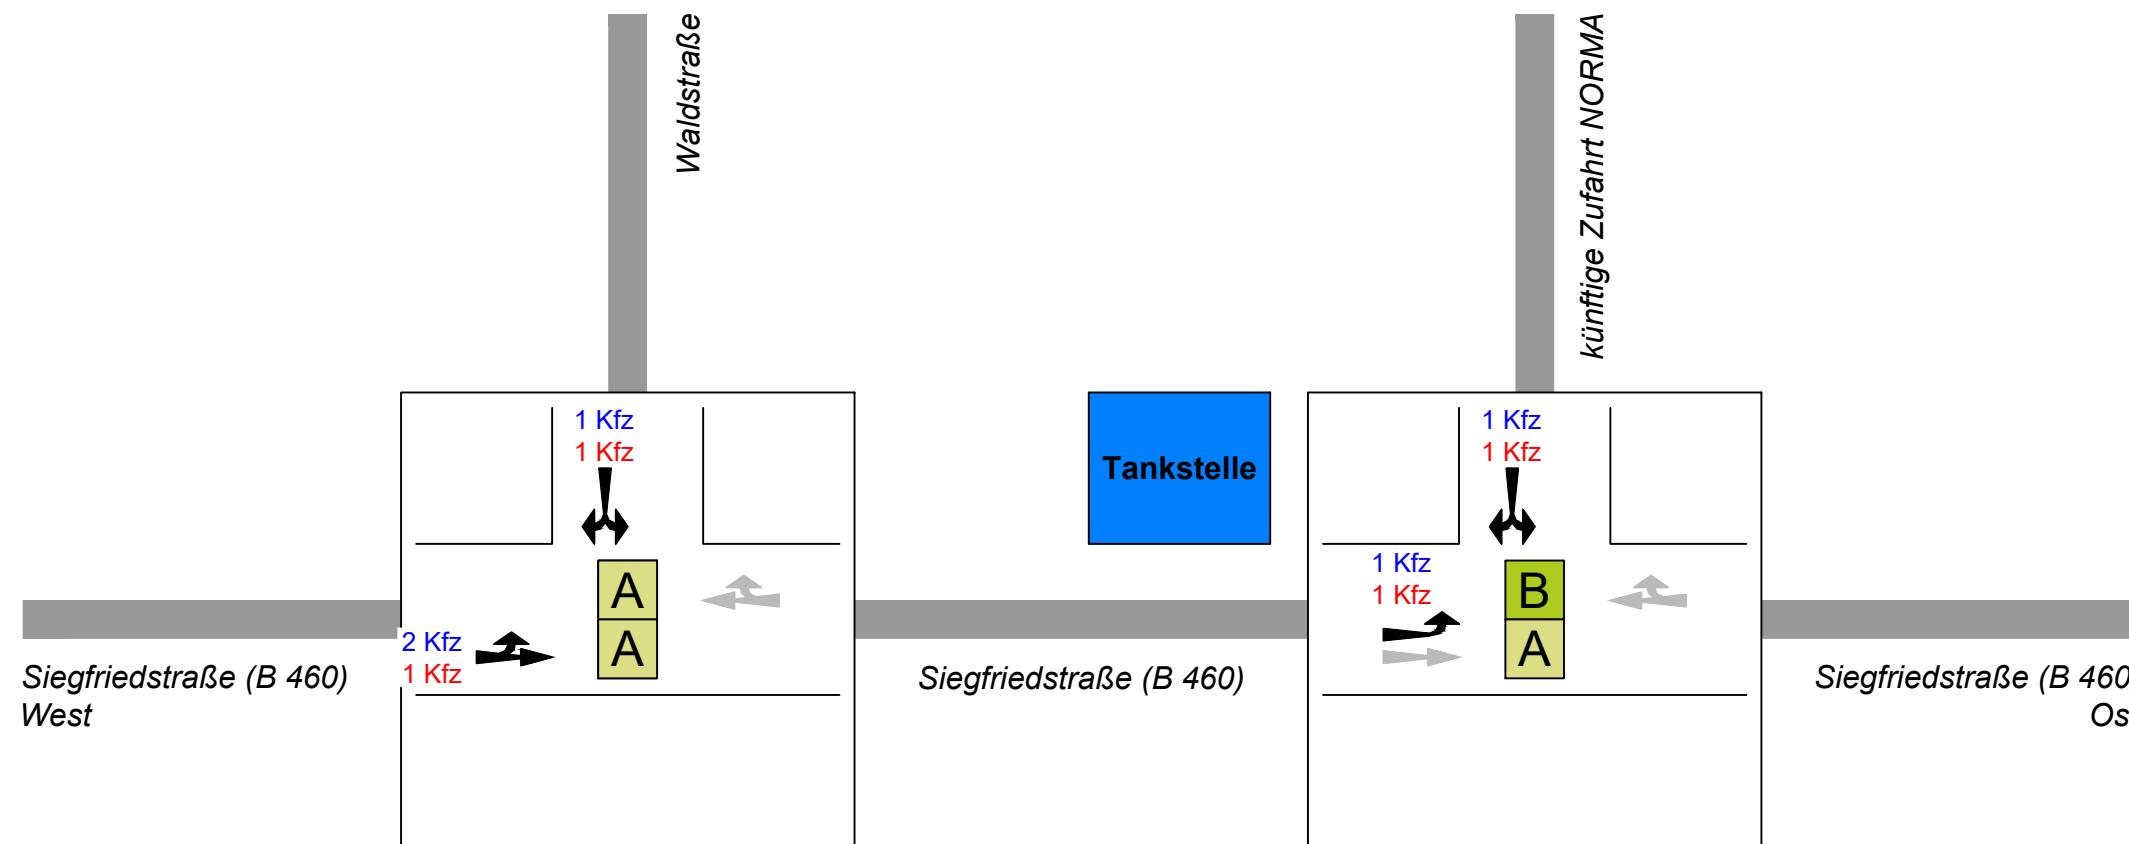 Waldstraße
künftige Zufahrt NORMA
1 Kfz
1 Kfz
Tankstelle
1 Kfz
1 Kfz
A
A
2 Kfz
1 Kfz
1 Kfz
1 Kfz
B
A
Siegfriedstraße (B 460)
West
Siegfriedstraße (B 460)
Siegfriedstraße (B 460
Os